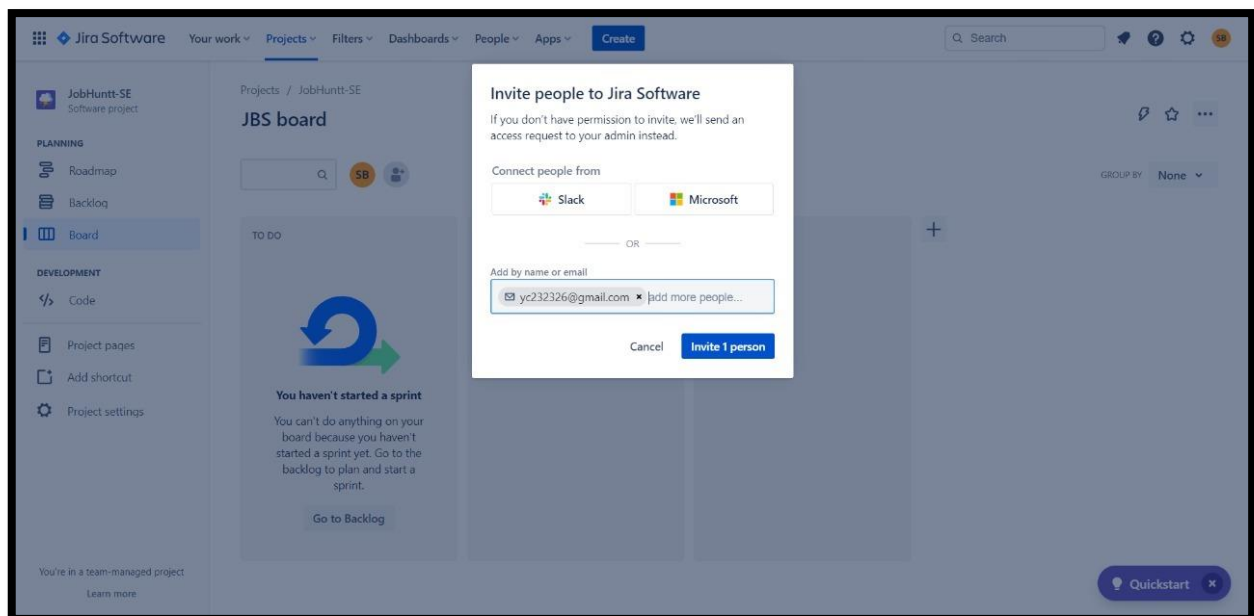 Jira Software
Your work
Projects
Filters
Dashboards
People
Apps
Create
Search
SB
JobHuntt-SE
Software project
PLANNING
Roadmap
Backlog
Board
DEVELOPMENT
Code
Project pages
Add shortcut
Project settings
You're in a team-managed project
Learn more
Projects / JobHuntt-SE
JBS board
SB
GROUP BY None
TO DO
You haven't started a sprint
You can't do anything on your
board because you haven't
started a sprint yet. Go to the
backlog to plan and start a
sprint.
Go to Backlog
Invite people to Jira Software
If you don't have permission to invite, we'll send an
access request to your admin instead.
Connect people from
Slack
Microsoft
OR
Add by name or email
yc232326@gmail.com add more people...
Cancel
Invite 1 person
Quickstart